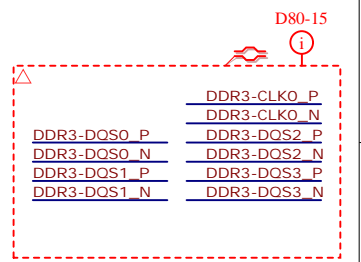 D80-15
i
DDR3-CLK0_P
DDR3-CLK0_N
DDR3-DQS0_P DDR3-DQS2_P
DDR3-DQS0_N DDR3-DQS2_N
DDR3-DQS1_P DDR3-DQS3_P
DDR3-DQS1_N DDR3-DQS3_N